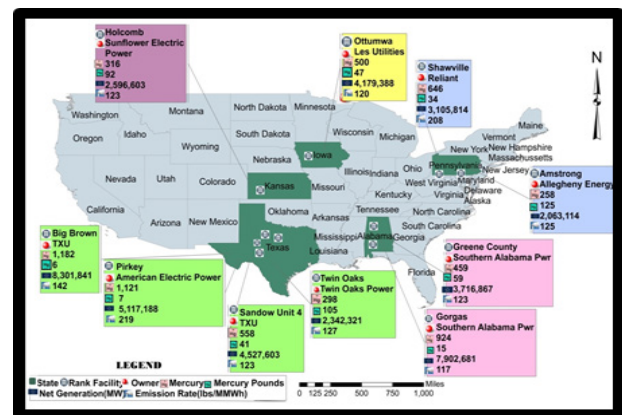 Holcomb
Sunflower Electric
Power
316
92
2,596,603
123
Ottumwa
Les Utilities
500
47
4,179,388
120
Shawville
Reliant
646
34
3,105,814
208
N
Washington
Montana
North Dakota
Minnesota
Maine
Oregon
Idaho
South Dakota
Wisconsin
Michigan
Vermont
Wyoming
New York
New Hampshire
Massachusetts
Nebraska
Iowa
Pennsylvani
Nevada
Utah
Colorado
Illinois
Indiana
Ohio
New Jersey
Kansas
Missouri
West Virginia
Maryland
Delaware
Kentucky
Virginia
Alaska
California
Arizona
New Mexico
Oklahoma
Arkansas
Tennessee
North Carolina
South Carolina
Texas
Mississippi
Alabama
Georgia
Louisiana
Florida
Amstrong
Allegheny Energy
258
125
2,063,114
125
Big Brown
TXU
1,182
6
8,301,841
142
Pirkey
American Electric Power
1,121
7
5,117,188
219
Sandow Unit 4
TXU
558
41
4,527,603
123
Twin Oaks
Twin Oaks Power
298
105
2,342,321
127
Greene County
Southern Alabama Pwr
459
59
3,716,867
123
Gorgas
Southern Alabama Pwr
924
15
7,902,681
117
LEGEND
State Rank Facility Owner Mercury Mercury Pounds
Net Generation(MW) Emission Rate(lbs/MMWh)
Miles
0 125 250 500 750 1,000